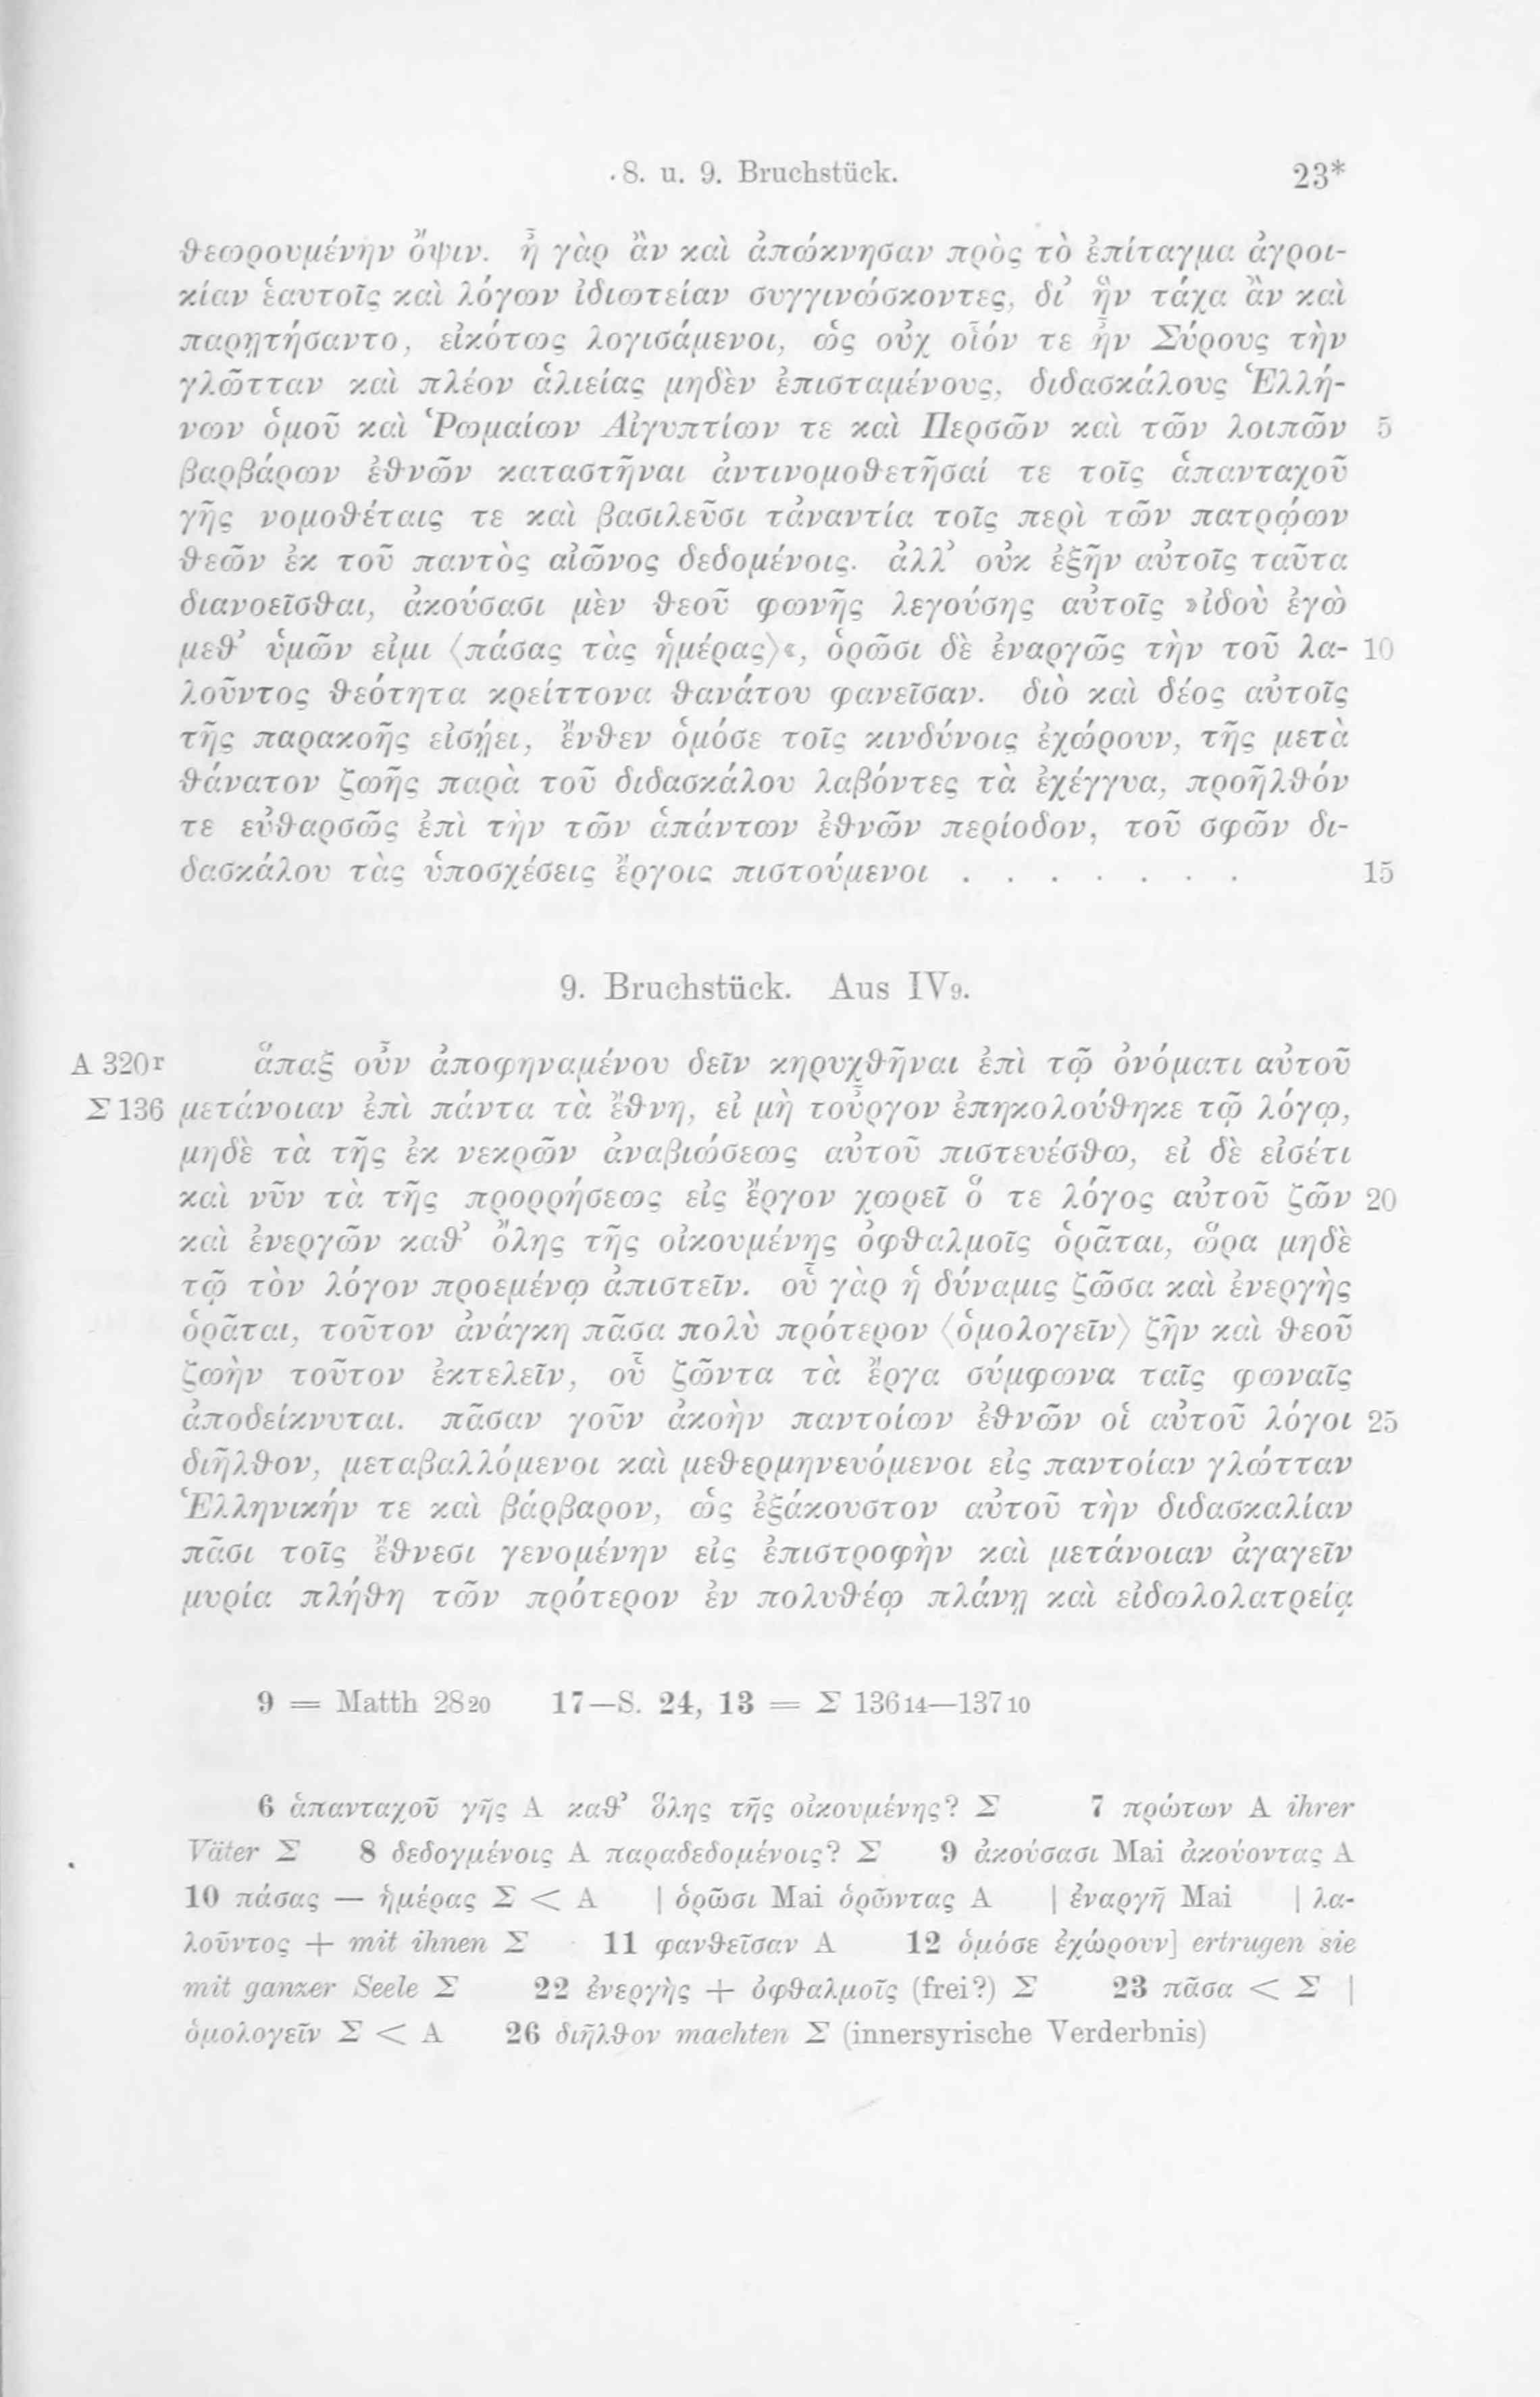 8. u. 9. Bruchstück. 23*
θεωρουμένην ὄψιν. ἦ γὰρ ἂν καὶ ἀπώκνησαν πρὸς τὸ ἐπίταγμα ἀγροι-
κίαν ἑαυτοῖς καὶ λόγων ἰδιωτείαν συγγινώσκοντες, δι’ ἣν τάχα ἂν καὶ
παρῃτήσαντο, εἰκότως λογισάμενοι, ὡς οὐχ οἷόν τε ἦν Σύρους τὴν
γλῶτταν καὶ πλέον ἁλιείας μηδὲν ἐπισταμένους, διδασκάλους Ἑλλή-
νων ὁμοῦ καὶ Ῥωμαίων Αἰγυπτίων τε καὶ Περσῶν καὶ τῶν λοιπῶν 5
βαρβάρων ἐθνῶν καταστῆναι ἀντινομοθετῆσαί τε τοῖς ἁπανταχοῦ
γῆς νομοθέταις τε καὶ βασιλεῦσι τἀναντία τοῖς περὶ τῶν πατρῴων
θεῶν ἐκ τοῦ παντὸς αἰῶνος δεδομένοις. ἀλλ’ οὐκ ἐξῆν αὐτοῖς ταῦτα
διανοεῖσθαι, ἀκούσασι μὲν θεοῦ φωνῆς λεγούσης αὐτοῖς »ἰδοὺ ἐγὼ
μεθ’ ὑμῶν εἰμι ⟨πάσας τὰς ἡμέρας⟩«, ὁρῶσι δὲ ἐναργῶς τὴν τοῦ λα- 10
λοῦντος θεότητα κρείττονα θανάτου φανεῖσαν. διὸ καὶ δέος αὐτοῖς
τῆς παρακοῆς εἰσῄει, ἔνθεν ὁμόσε τοῖς κινδύνοις ἐχώρουν, τῆς μετὰ
θάνατον ζωῆς παρὰ τοῦ διδασκάλου λαβόντες τὰ ἐχέγγυα, προῆλθόν
τε εὐθαρσῶς ἐπὶ τὴν τῶν ἁπάντων ἐθνῶν περίοδον, τοῦ σφῶν δι-
δασκάλου τὰς ὑποσχέσεις ἔργοις πιστούμενοι . . . . . . . 15
9. Bruchstück. Aus IV9.
A 320r ἅπαξ οὖν ἀποφηναμένου δεῖν κηρυχθῆναι ἐπὶ τῷ ὀνόματι αὐτοῦ
Σ 136 μετάνοιαν ἐπὶ πάντα τὰ ἔθνη, εἰ μὴ τοὖργον ἐπηκολούθηκε τῷ λόγῳ,
μηδὲ τὰ τῆς ἐκ νεκρῶν ἀναβιώσεως αὐτοῦ πιστευέσθω, εἰ δὲ εἰσέτι
καὶ νῦν τὰ τῆς προρρήσεως εἰς ἔργον χωρεῖ ὅ τε λόγος αὐτοῦ ζῶν 20
καὶ ἐνεργῶν καθ’ ὅλης τῆς οἰκουμένης ὀφθαλμοῖς ὁρᾶται, ὥρα μηδὲ
τῷ τὸν λόγον προεμένῳ ἀπιστεῖν. οὗ γὰρ ἡ δύναμις ζῶσα καὶ ἐνεργὴς
ὁρᾶται, τοῦτον ἀνάγκη πᾶσα πολὺ πρότερον ⟨ὁμολογεῖν⟩ ζῆν καὶ θεοῦ
ζωὴν τοῦτον ἐκτελεῖν, οὗ ζῶντα τὰ ἔργα σύμφωνα ταῖς φωναῖς
ἀποδείκνυται. πᾶσαν γοῦν ἀκοὴν παντοίων ἐθνῶν οἱ αὐτοῦ λόγοι 25
διῆλθον, μεταβαλλόμενοι καὶ μεθερμηνευόμενοι εἰς παντοίαν γλώτταν
Ἑλληνικήν τε καὶ βάρβαρον, ὡς ἐξάκουστον αὐτοῦ τὴν διδασκαλίαν
πᾶσι τοῖς ἔθνεσι γενομένην εἰς ἐπιστροφὴν καὶ μετάνοιαν ἀγαγεῖν
μυρία πλήθη τῶν πρότερον ἐν πολυθέῳ πλάνῃ καὶ εἰδωλολατρείᾳ
9 = Matth 28 20 17—S. 24, 13 = Σ 136 14—137 10
6 ἁπανταχοῦ γῆς A καθ’ ὅλης τῆς οἰκουμένης? Σ 7 πρώτων A ihrer
Väter Σ 8 δεδογμένοις A παραδεδομένοις? Σ 9 ἀκούσασι Mai ἀκούοντας A
10 πάσας — ἡμέρας Σ < A | ὁρῶσι Mai ὁρῶντας A | ἐναργῆ Mai | λα-
λοῦντος + mit ihnen Σ 11 φανθεῖσαν A 12 ὁμόσε ἐχώρουν] ertrugen sie
mit ganzer Seele Σ 22 ἐνεργὴς + ὀφθαλμοῖς (frei?) Σ 23 πᾶσα < Σ |
ὁμολογεῖν Σ < A 26 διῆλθον machten Σ (innersyrische Verderbnis)